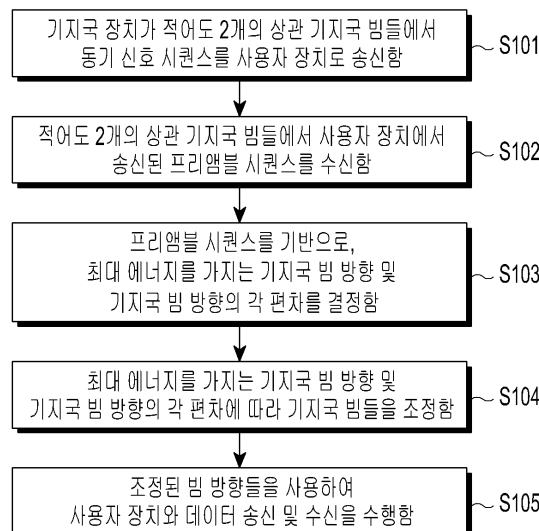 기지국 장치가 적어도 2개의 상관 기지국 빔들에서
동기 신호 시퀀스를 사용자 장치로 송신함
S101
적어도 2개의 상관 기지국 빔들에서 사용자 장치에서
송신된 프리앰블 시퀀스를 수신함
S102
프리앰블 시퀀스를 기반으로,
최대 에너지를 가지는 기지국 빔 방향 및
기지국 빔 방향의 각 편차를 결정함
S103
최대 에너지를 가지는 기지국 빔 방향 및
기지국 빔 방향의 각 편차에 따라 기지국 빔들을 조정함
S104
조정된 빔 방향들을 사용하여
사용자 장치와 데이터 송신 및 수신을 수행함
S105